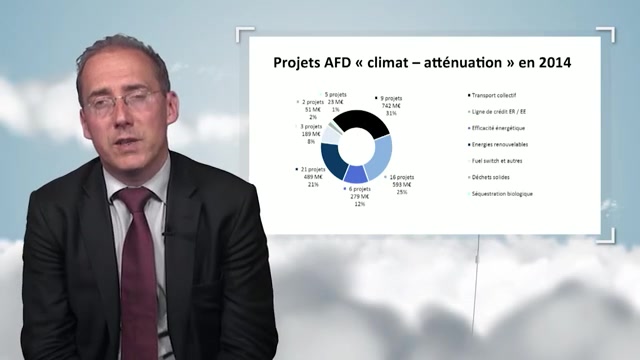 Projets AFD « climat – atténuation » en 2014
5 projets
23 M€
1%
2 projets
51 M€
2%
3 projets
189 M€
8%
21 projets
489 M€
21%
6 projets
279 M€
12%
16 projets
593 M€
25%
9 projets
742 M€
31%
Transport collectif
Ligne de crédit ER / EE
Efficacité énergétique
Energies renouvelables
Fuel switch et autres
Déchets solides
Séquestration biologique